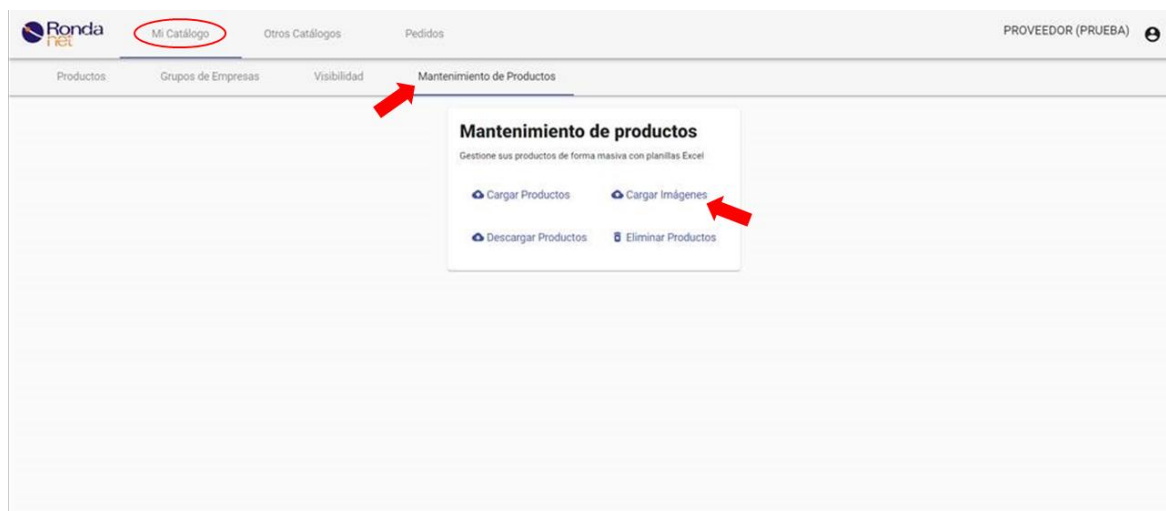 Ronda
net
Mi Catálogo Otros Catálogos Pedidos PROVEEDOR (PRUEBA)
Productos Grupos de Empresas Visibilidad Mantenimiento de Productos
Mantenimiento de productos
Gestione sus productos de forma masiva con planillas Excel
Cargar Productos Cargar Imágenes
Descargar Productos Eliminar Productos